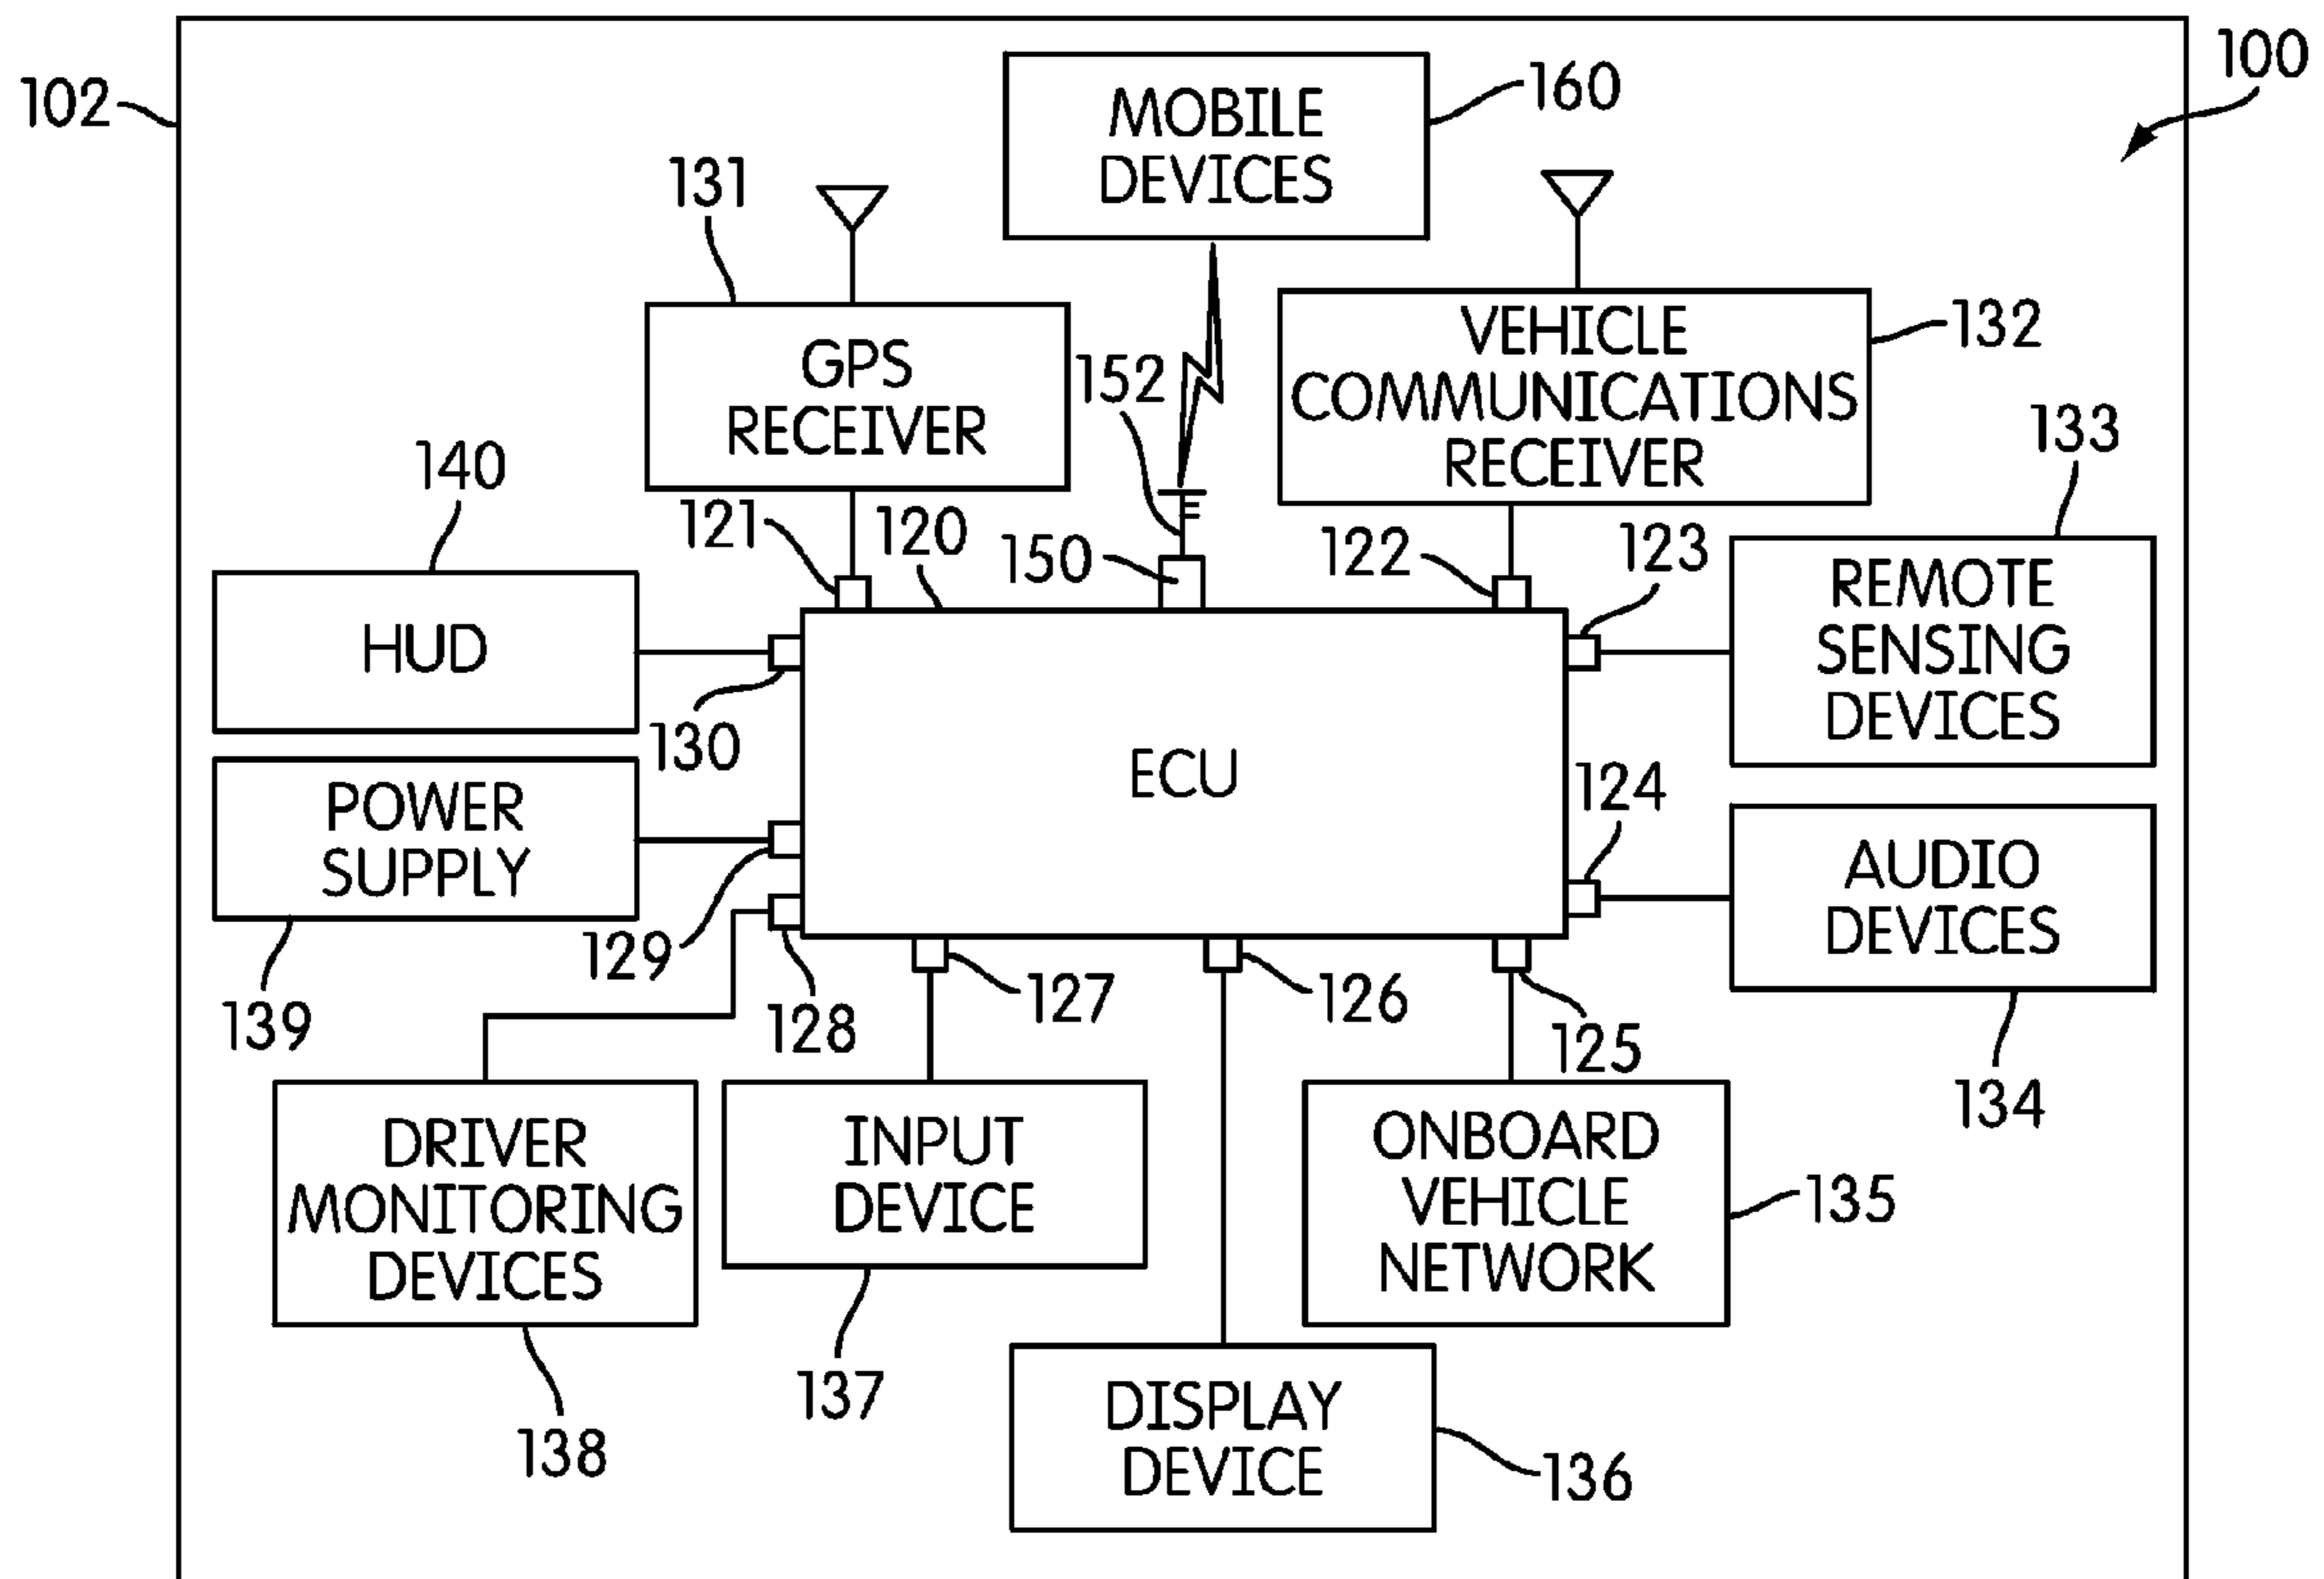 100
102
MOBILE
DEVICES
160
131
GPS
RECEIVER
152
VEHICLE
COMMUNICATIONS
RECEIVER
132
133
140
121
120
150
122
123
HUD
130
REMOTE
SENSING
DEVICES
ECU
124
POWER
SUPPLY
129
139
128
127
126
125
AUDIO
DEVICES
134
DRIVER
MONITORING
DEVICES
138
INPUT
DEVICE
137
ONBOARD
VEHICLE
NETWORK
135
DISPLAY
DEVICE
136